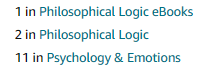 1 in Philosophical Logic eBooks
2 in Philosophical Logic
11 in Psychology & Emotions